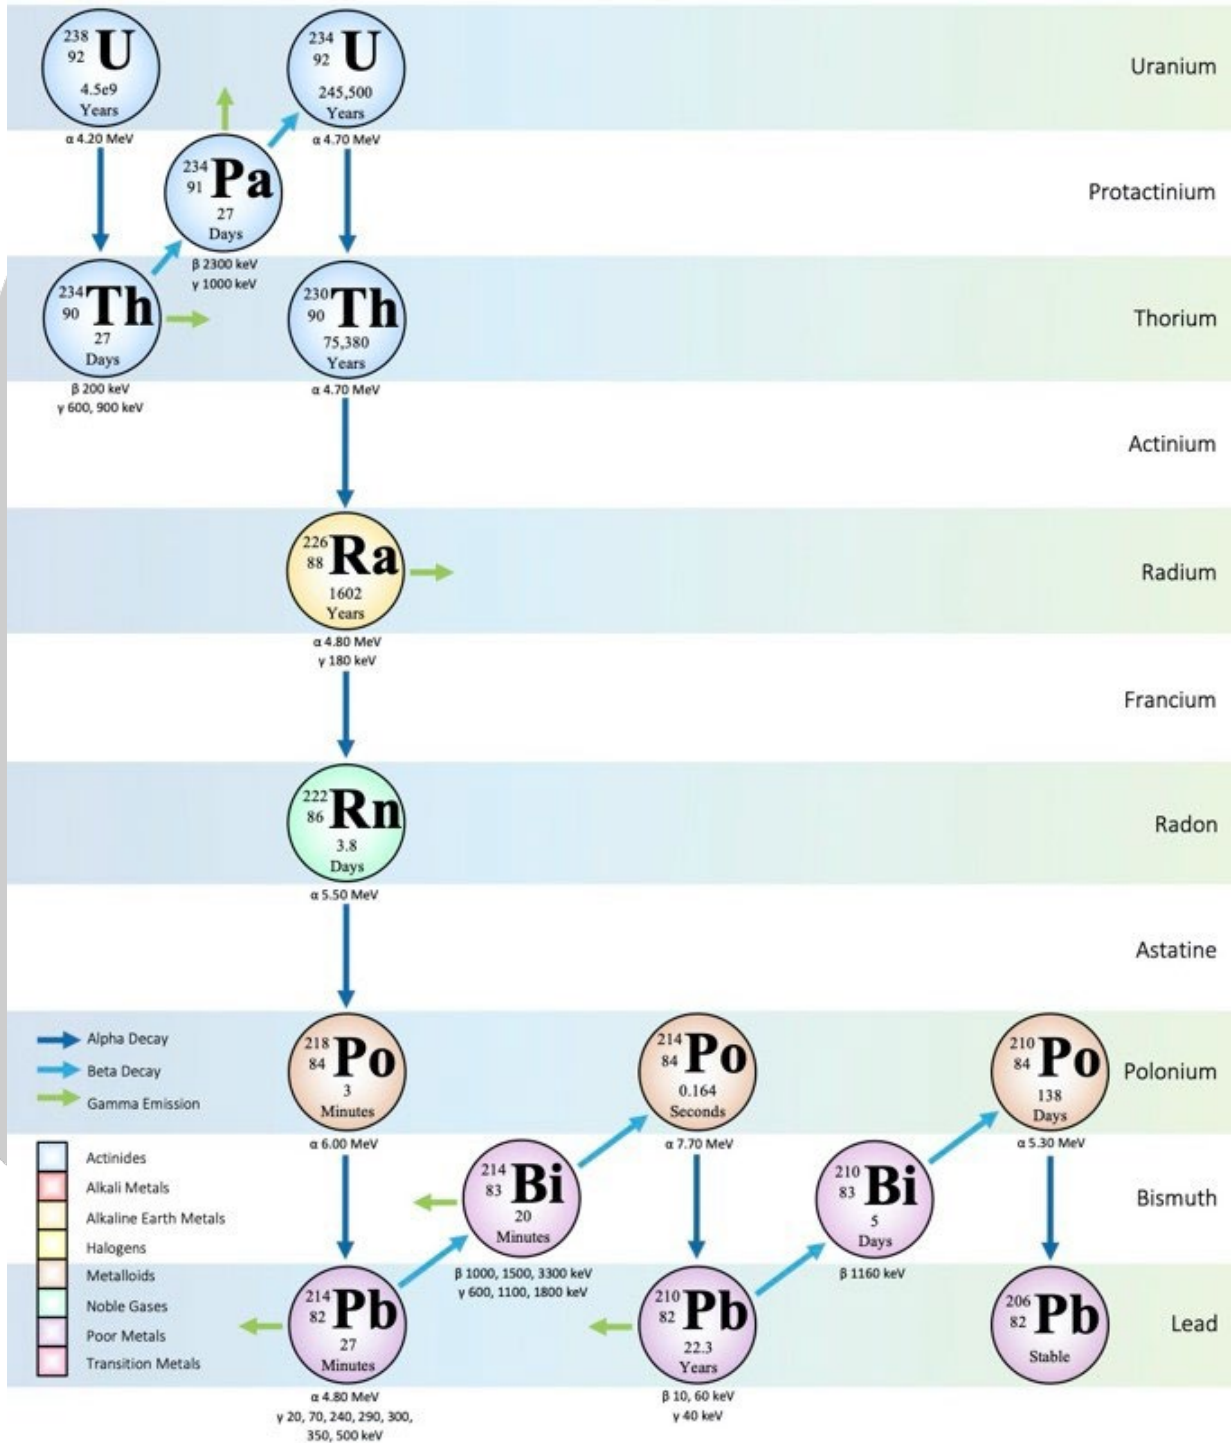 238
92 U
4.5e9
Years
α 4.20 MeV
234
92 U
245,500
Years
α 4.70 MeV
Uranium
234
91 Pa
27
Days
β 2300 keV
γ 1000 keV
Protactinium
234
90 Th
27
Days
β 200 keV
γ 600, 900 keV
230
90 Th
75,380
Years
α 4.70 MeV
Thorium
Actinium
226
88 Ra
1602
Years
α 4.80 MeV
γ 180 keV
Radium
Francium
222
86 Rn
3.8
Days
α 5.50 MeV
Radon
Astatine
Alpha Decay
Beta Decay
Gamma Emission
218
84 Po
3
Minutes
α 6.00 MeV
214
84 Po
0.164
Seconds
α 7.70 MeV
210
84 Po
138
Days
α 5.30 MeV
Polonium
Actinides
Alkali Metals
Alkaline Earth Metals
Halogens
Metalloids
Noble Gases
Poor Metals
Transition Metals
214
83 Bi
20
Minutes
β 1000, 1500, 3300 keV
γ 600, 1100, 1800 keV
210
83 Bi
5
Days
β 1160 keV
Bismuth
214
82 Pb
27
Minutes
α 4.80 MeV
γ 20, 70, 240, 290, 300,
350, 500 keV
210
82 Pb
22.3
Years
β 10, 60 keV
γ 40 keV
206
82 Pb
Stable
Lead